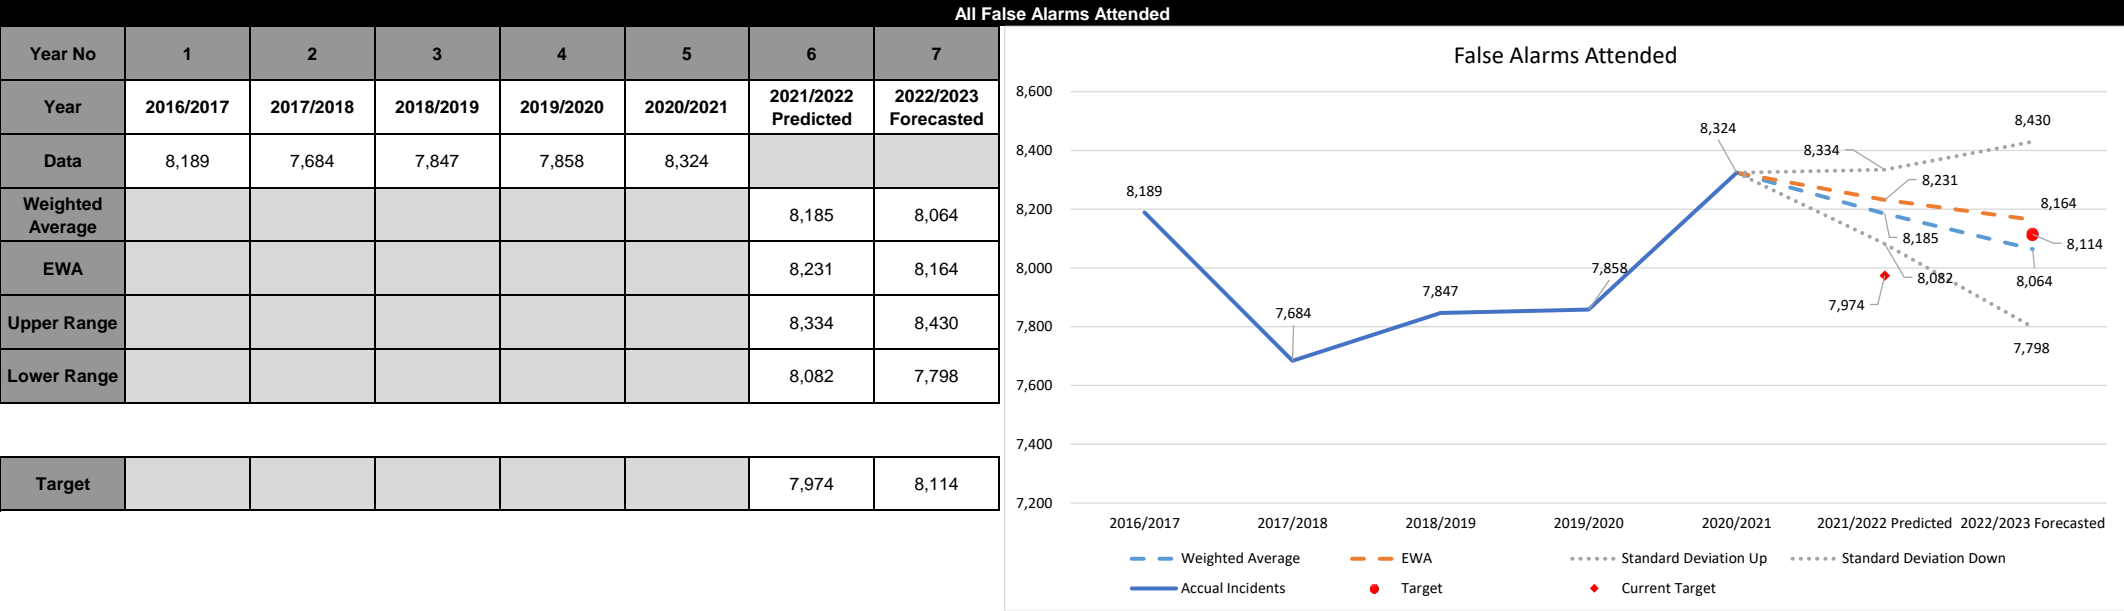 All False Alarms Attended
Year No 1 2 3 4 5 6 7
Year 2016/2017 2017/2018 2018/2019 2019/2020 2020/2021 2021/2022 Predicted 2022/2023 Forecasted
Data 8,189 7,684 7,847 7,858 8,324
Weighted Average 8,185 8,064
EWA 8,231 8,164
Upper Range 8,334 8,430
Lower Range 8,082 7,798
Target 7,974 8,114
False Alarms Attended
8,600
8,400
8,200
8,000
7,800
7,600
7,400
7,200
8,189
7,684
7,847
7,858
8,324
8,334
8,430
8,231
8,164
8,185
8,114
8,082
8,064
7,974
7,798
2016/2017 2017/2018 2018/2019 2019/2020 2020/2021 2021/2022 Predicted 2022/2023 Forecasted
Weighted Average EWA Standard Deviation Up Standard Deviation Down
Accual Incidents Target Current Target